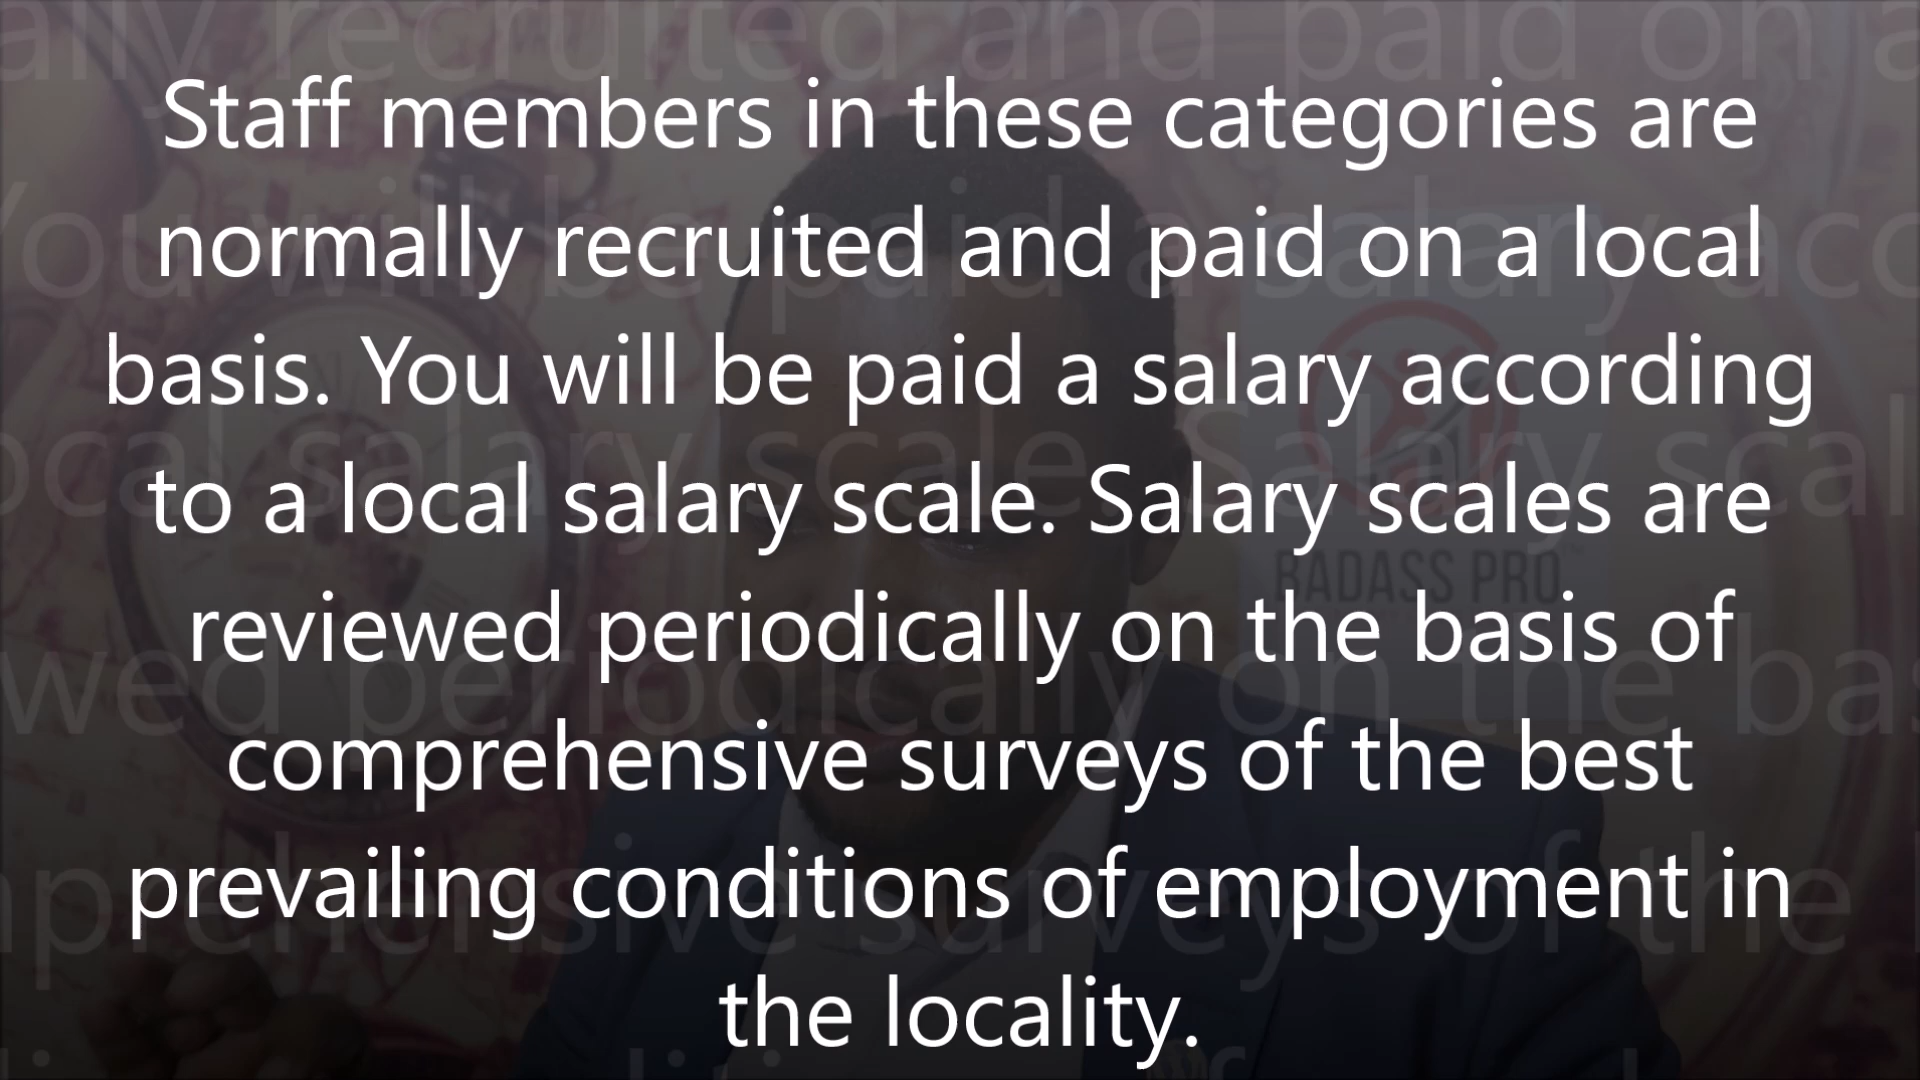 Staff members in these categories are
normally recruited and paid on a local
basis. You will be paid a salary according
to a local salary scale. Salary scales are
reviewed periodically on the basis of
comprehensive surveys of the best
prevailing conditions of employment in
the locality.
BADASS PRO